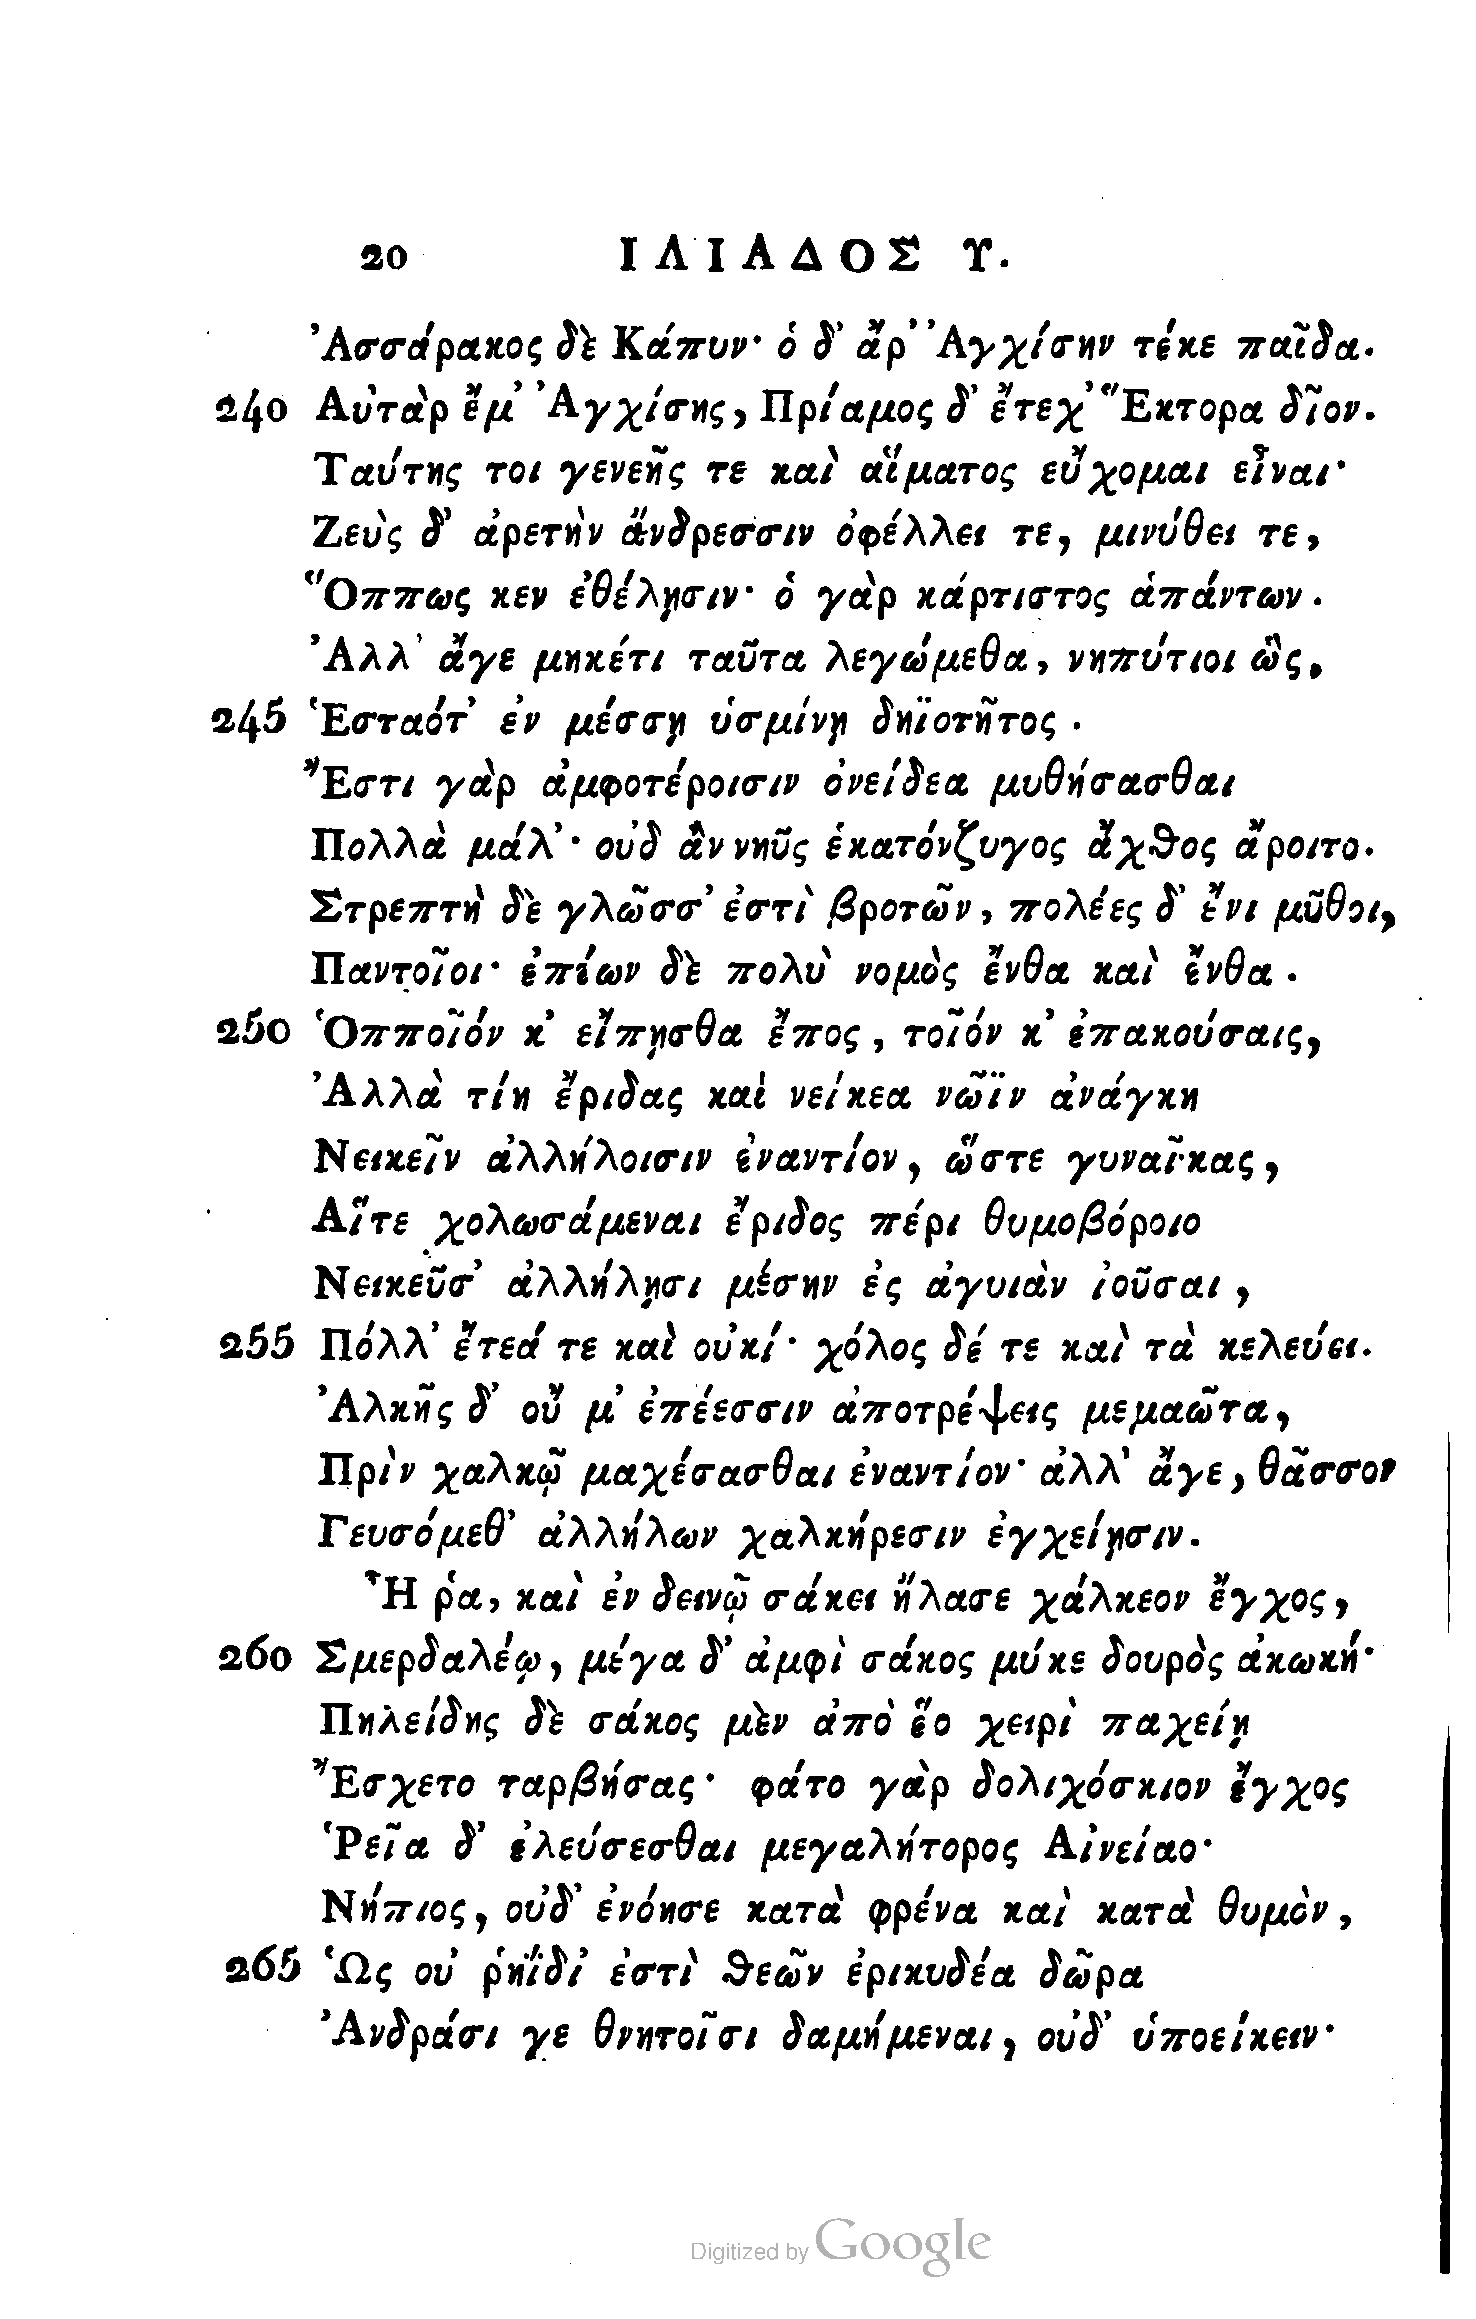 20 ΙΛΙΑΔΟΣ Υ.
Ἀσσάρακος δὲ Κάπυν· ὁ δ' ἄρ' Ἀγχίσην τέκε παῖδα.
240 Αὐτὰρ ἔμ' Ἀγχίσης, Πρίαμος δ' ἔτεχ' Ἕκτορα δῖον.
Ταύτης τοι γενεῆς τε καὶ αἵματος εὔχομαι εἶναι·
Ζεὺς δ' ἀρετὴν ἄνδρεσσιν ὀφέλλει τε, μινύθει τε,
Ὅππως κεν ἐθέλῃσιν· ὁ γὰρ κάρτιστος ἁπάντων.
Ἀλλ' ἄγε μηκέτι ταῦτα λεγώμεθα, νηπύτιοι ὣς,
245 Ἑσταότ' ἐν μέσσῃ ὑσμίνῃ δηϊοτῆτος.
Ἔστι γὰρ ἀμφοτέροισιν ὀνείδεα μυθήσασθαι
Πολλὰ μάλ'· οὐδ ἂν νηῦς ἑκατόνζυγος ἄχθος ἄροιτο.
Στρεπτὴ δὲ γλῶσσ' ἐστὶ βροτῶν, πολέες δ' ἔνι μῦθοι,
Παντοῖοι· ἐπέων δὲ πολὺ νομὸς ἔνθα καὶ ἔνθα.
250 Ὁπποῖόν κ' εἴπῃσθα ἔπος, τοῖόν κ' ἐπακούσαις,
Ἀλλὰ τίη ἔριδας καὶ νείκεα νῶϊν ἀνάγκη
Νεικεῖν ἀλλήλοισιν ἐναντίον, ὥστε γυναῖκας,
Αἵτε χολωσάμεναι ἔριδος πέρι θυμοβόροιο
Νεικεῦσ' ἀλλήλῃσι μέσην ἐς ἀγυιὰν ἰοῦσαι,
255 Πόλλ' ἔτεά τε καὶ οὐκί· χόλος δέ τε καὶ τὰ κελεύει.
Ἀλκῆς δ' οὔ μ' ἐπέεσσιν ἀποτρέψεις μεμαῶτα,
Πρὶν χαλκῷ μαχέσασθαι ἐναντίον· ἀλλ' ἄγε, θᾶσσον
Γευσόμεθ' ἀλλήλων χαλκήρεσιν ἐγχείῃσιν.
Ἦ ῥα, καὶ ἐν δεινῷ σάκει ἤλασε χάλκεον ἔγχος,
260 Σμερδαλέῳ, μέγα δ' ἀμφὶ σάκος μύκε δουρὸς ἀκωκή·
Πηλείδης δὲ σάκος μὲν ἀπὸ ἕο χειρὶ παχείῃ
Ἔσχετο ταρβήσας· φάτο γὰρ δολιχόσκιον ἔγχος
Ῥεῖα δ' ἐλεύσεσθαι μεγαλήτορος Αἰνείαο·
Νήπιος, οὐδ' ἐνόησε κατὰ φρένα καὶ κατὰ θυμὸν,
265 Ὡς οὐ ῥηΐδι' ἐστὶ θεῶν ἐρικυδέα δῶρα
Ἀνδράσι γε θνητοῖσι δαμήμεναι, οὐδ' ὑποείκειν·
Digitized by Google